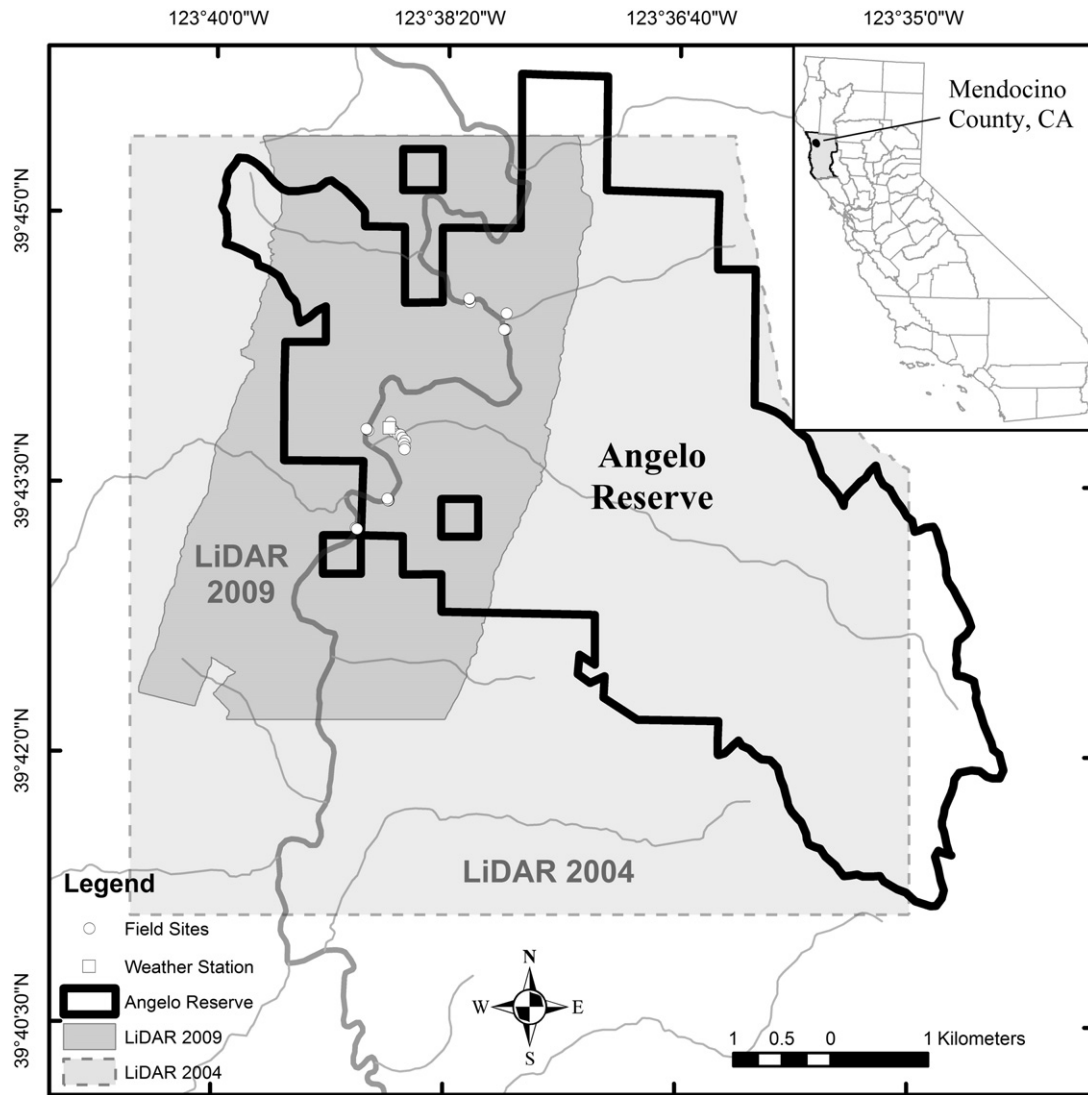 123°40'0"W
123°38'20"W
123°36'40"W
123°35'0"W
Mendocino
County, CA
39°45'0"N
39°43'30"N
39°42'0"N
39°40'30"N
Angelo
Reserve
LiDAR
2009
LiDAR 2004
Legend
Field Sites
Weather Station
Angelo Reserve
LiDAR 2009
LiDAR 2004
N
W
E
S
1
0.5
0
1 Kilometers